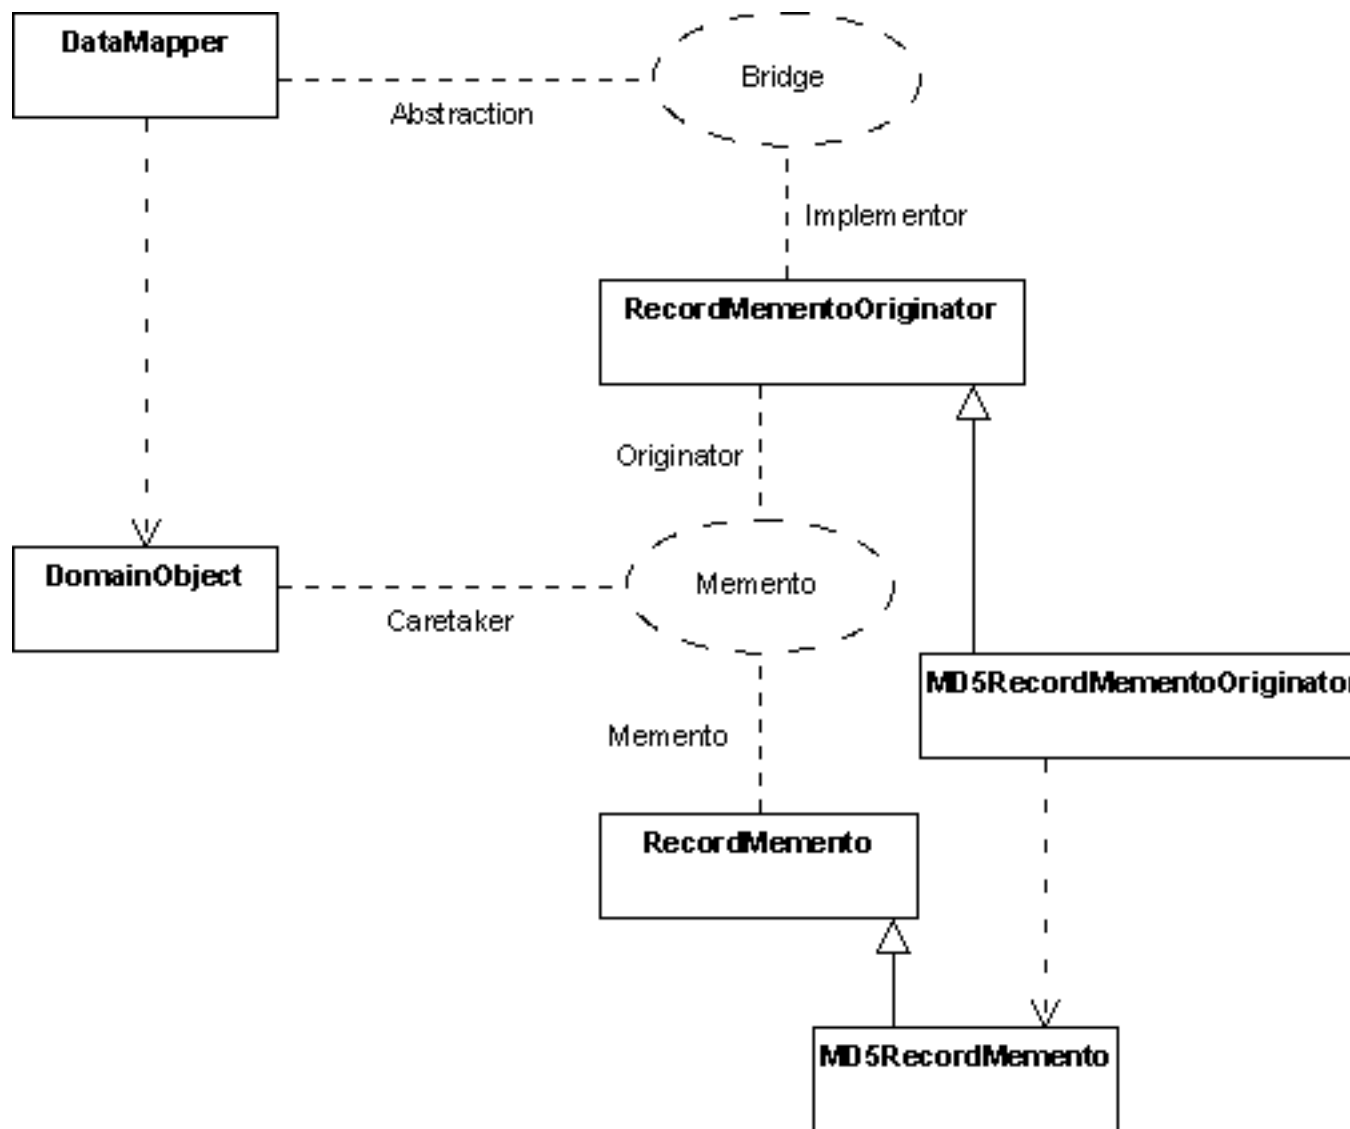 DataMapper
Bridge
Abstraction
Implementor
RecordMementoOriginator
Originator
DomainObject
Memento
Caretaker
MD5RecordMementoOriginator
Memento
RecordMemento
MD5RecordMemento